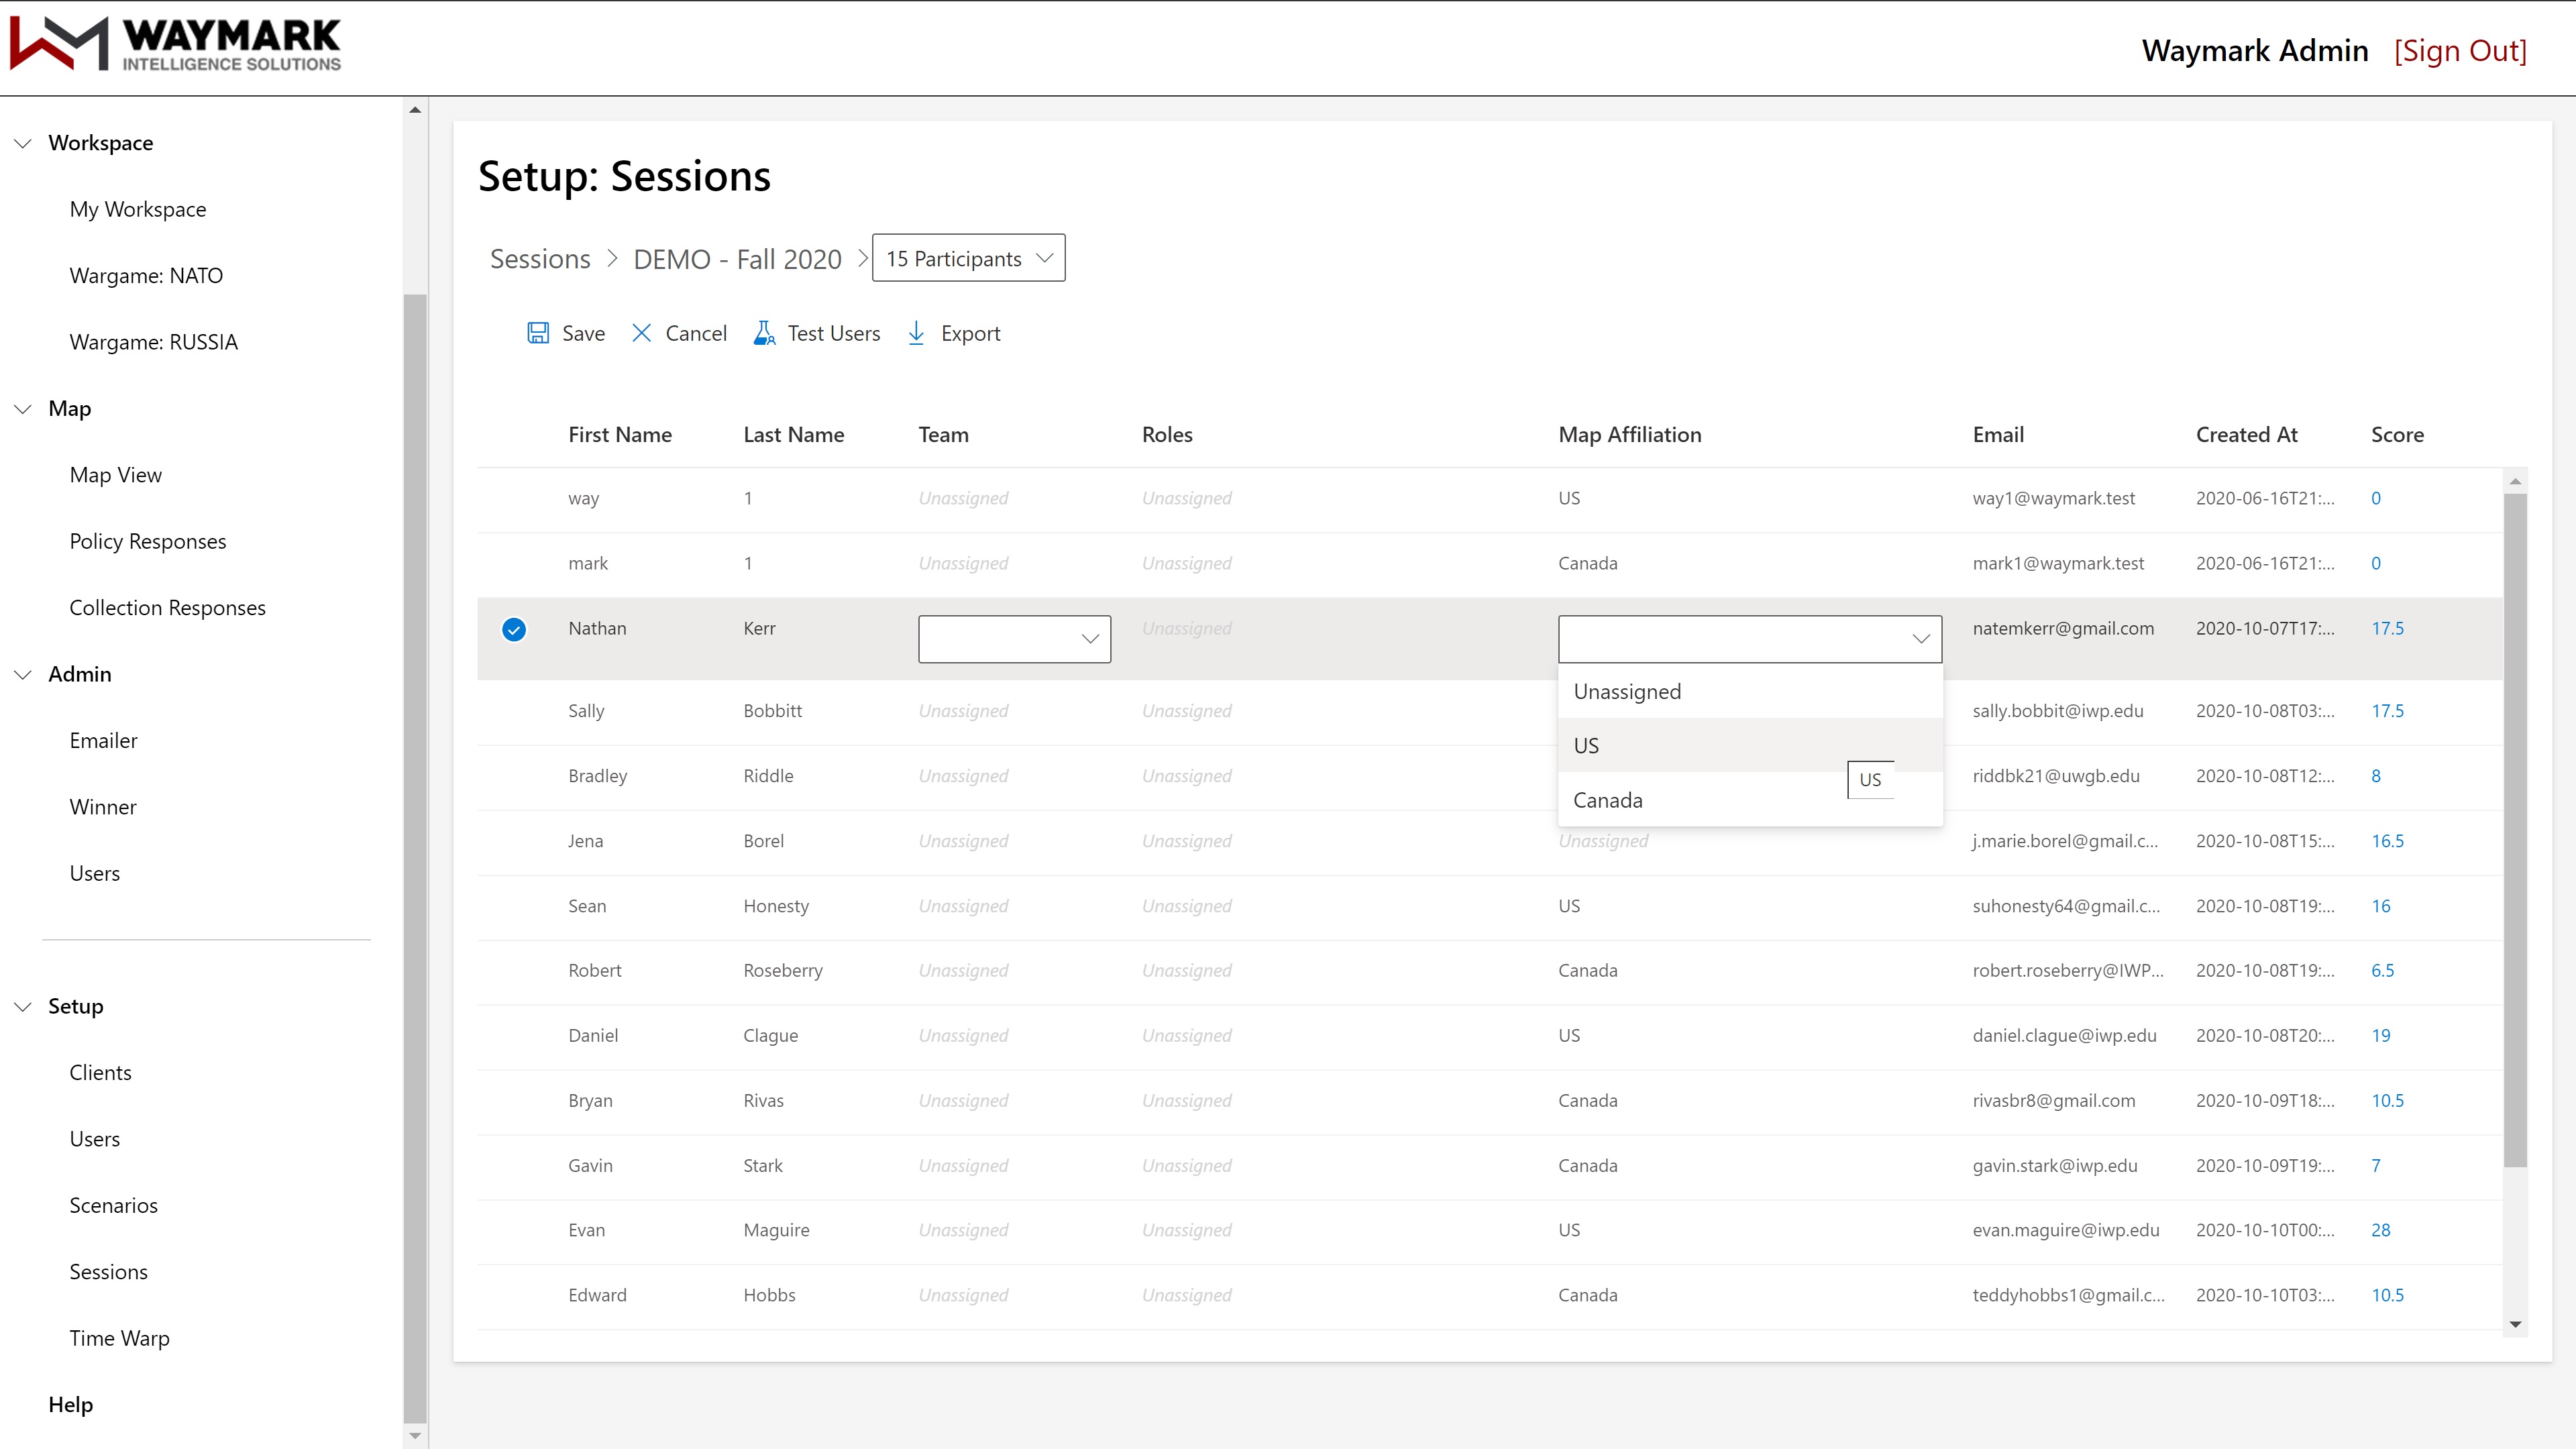 WAYMARK
INTELLIGENCE SOLUTIONS
Waymark Admin [Sign Out]
Workspace
My Workspace
Wargame: NATO
Wargame: RUSSIA
Map
Map View
Policy Responses
Collection Responses
Admin
Emailer
Winner
Users
Setup
Clients
Users
Scenarios
Sessions
Time Warp
Help
Setup: Sessions
Sessions > DEMO - Fall 2020 > 15 Participants
Save Cancel Test Users Export
First Name Last Name Team Roles Map Affiliation Email Created At Score
way 1 Unassigned Unassigned US way1@waymark.test 2020-06-16T21:... 0
mark 1 Unassigned Unassigned Canada mark1@waymark.test 2020-06-16T21:... 0
Nathan Kerr Unassigned natemkerr@gmail.com 2020-10-07T17:... 17.5
Unassigned
US
US
Canada
Sally Bobbitt Unassigned Unassigned sally.bobbit@iwp.edu 2020-10-08T03:... 17.5
Bradley Riddle Unassigned Unassigned riddbk21@uwgb.edu 2020-10-08T12:... 8
Jena Borel Unassigned Unassigned Unassigned j.marie.borel@gmail.c... 2020-10-08T15:... 16.5
Sean Honesty Unassigned Unassigned US suhonesty64@gmail.c... 2020-10-08T19:... 16
Robert Roseberry Unassigned Unassigned Canada robert.roseberry@IWP... 2020-10-08T19:... 6.5
Daniel Clague Unassigned Unassigned US daniel.clague@iwp.edu 2020-10-08T20:... 19
Bryan Rivas Unassigned Unassigned Canada rivasbr8@gmail.com 2020-10-09T18:... 10.5
Gavin Stark Unassigned Unassigned Canada gavin.stark@iwp.edu 2020-10-09T19:... 7
Evan Maguire Unassigned Unassigned US evan.maguire@iwp.edu 2020-10-10T00:... 28
Edward Hobbs Unassigned Unassigned Canada teddyhobbs1@gmail.c... 2020-10-10T03:... 10.5